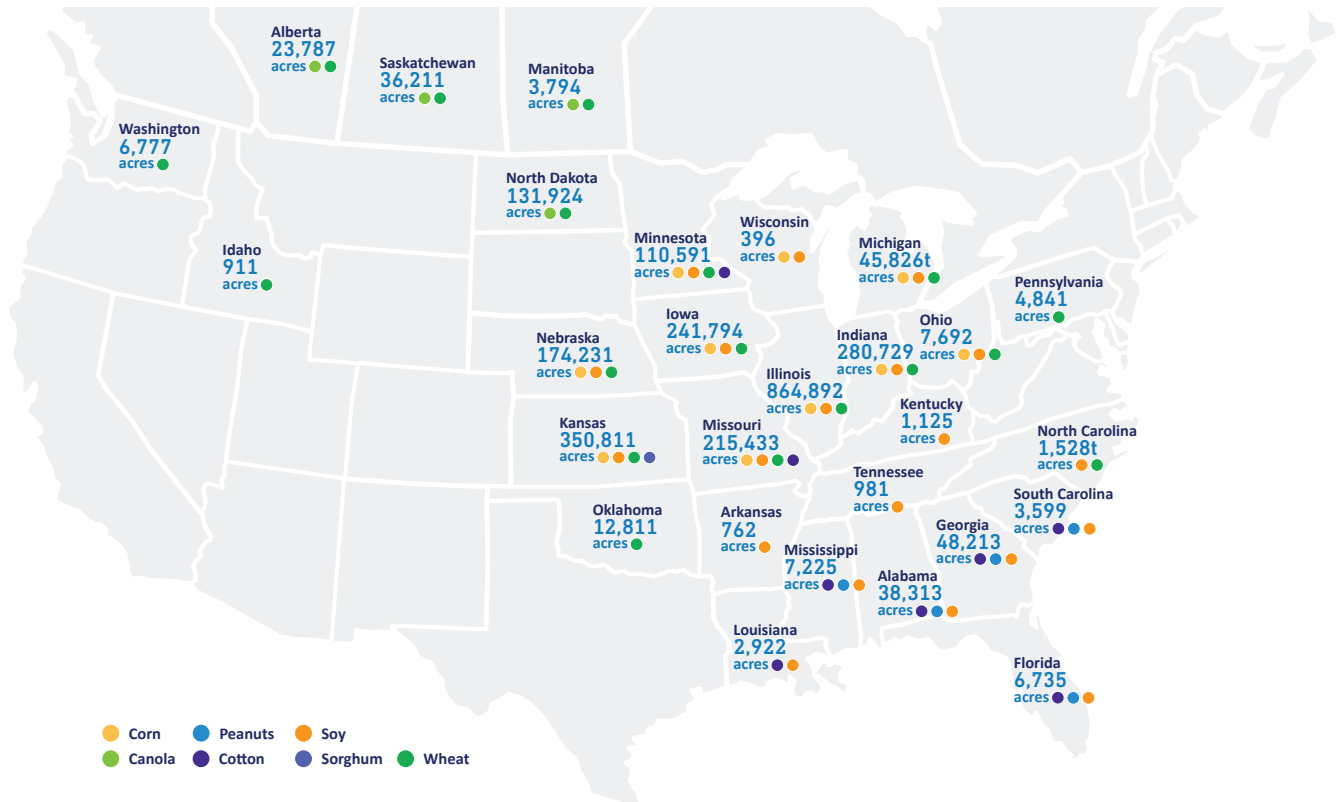 Alberta
23,787
acres
Saskatchewan
36,211
acres
Manitoba
3,794
acres
Washington
6,777
acres
North Dakota
131,924
acres
Idaho
911
acres
Minnesota
110,591
acres
Wisconsin
396
acres
Michigan
45,826t
acres
Pennsylvania
4,841
acres
Nebraska
174,231
acres
Iowa
241,794
acres
Illinois
864,892
acres
Indiana
280,729
acres
Ohio
7,692
acres
Kansas
350,811
acres
Missouri
215,433
acres
Kentucky
1,125
acres
North Carolina
1,528t
acres
Tennessee
981
acres
South Carolina
3,599
acres
Oklahoma
12,811
acres
Arkansas
762
acres
Mississippi
7,225
acres
Georgia
48,213
acres
Alabama
38,313
acres
Louisiana
2,922
acres
Florida
6,735
acres
Corn Peanuts Soy
Canola Cotton Sorghum Wheat